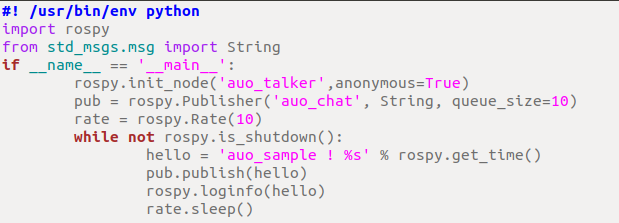 #! /usr/bin/env python
import rospy
from std_msgs.msg import String
if __name__ == '__main__':
        rospy.init_node('auo_talker',anonymous=True)
        pub = rospy.Publisher('auo_chat', String, queue_size=10)
        rate = rospy.Rate(10)
        while not rospy.is_shutdown():
                hello = 'auo_sample ! %s' % rospy.get_time()
                pub.publish(hello)
                rospy.loginfo(hello)
                rate.sleep()